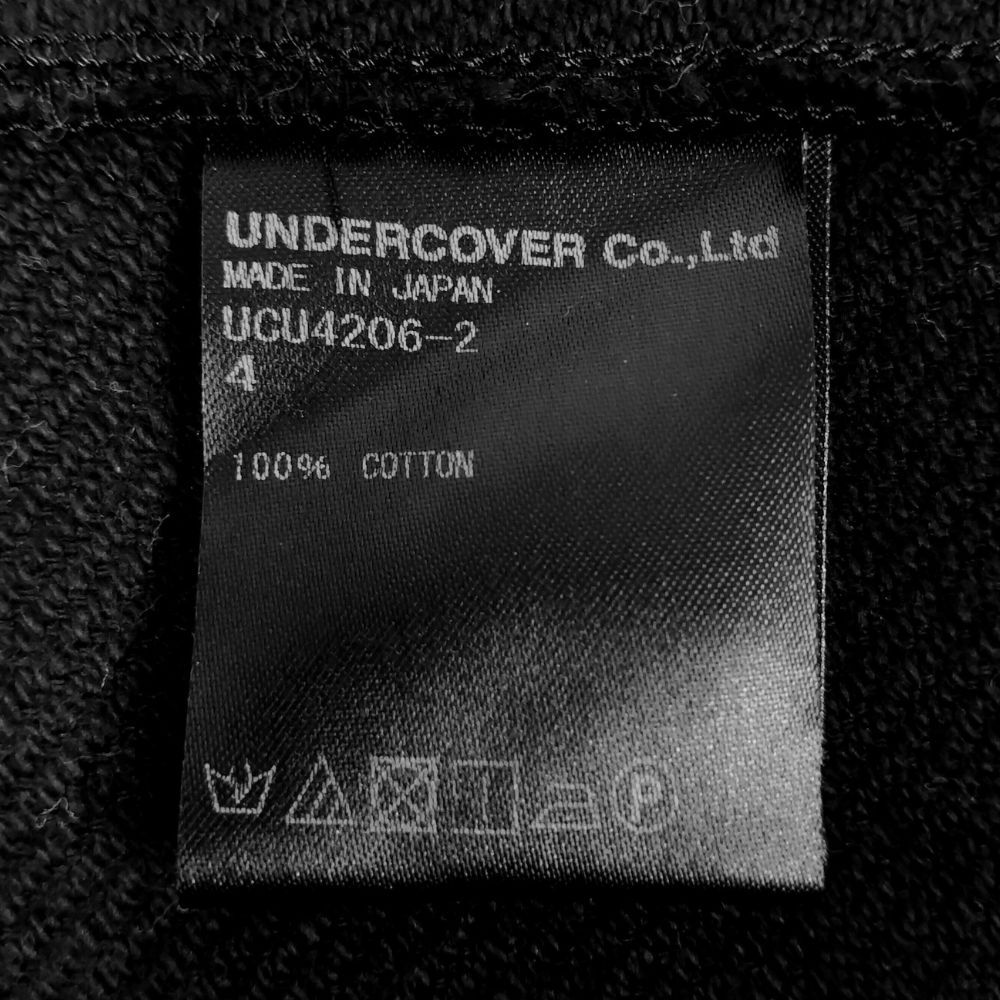 UNDERCOVER Co.,Ltd
MADE IN JAPAN
UCU4206-2
4
100% COTTON
P